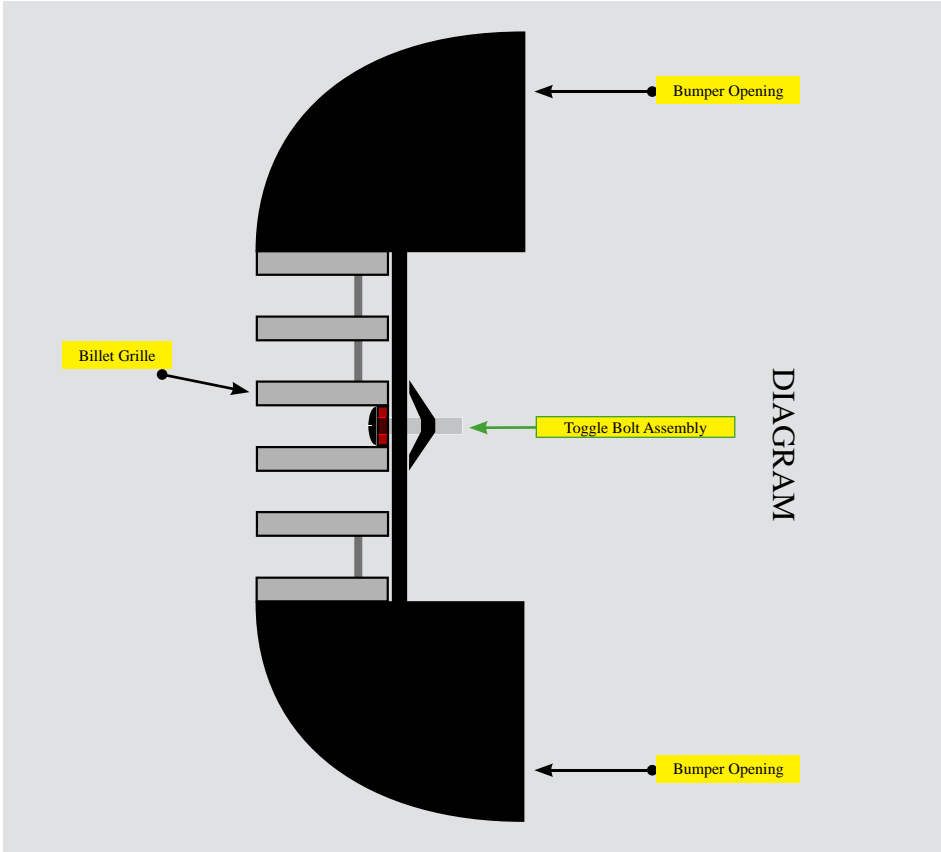 Bumper Opening
Billet Grille
Toggle Bolt Assembly
DIAGRAM
Bumper Opening